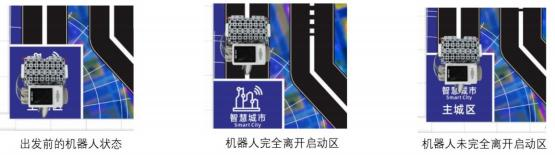 智慧城市
Smart City
智慧城市
Smart City
主城区
出发前的机器人状态
机器人完全离开启动区
机器人未完全离开启动区